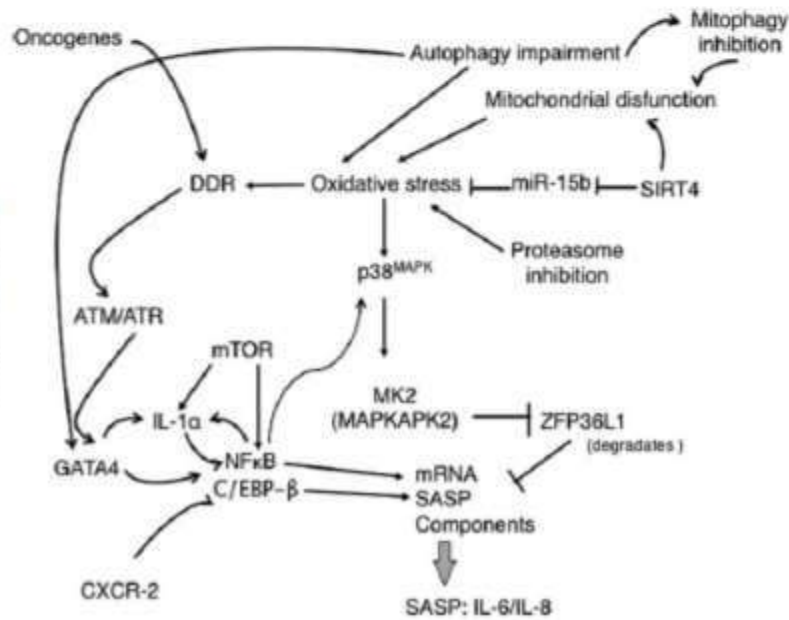 Oncogenes
Autophagy impairment
Mitophagy
inhibition
Mitochondrial disfunction
DDR
Oxidative stress
miR-15b
SIRT4
Proteasome
inhibition
p38MAPK
ATM/ATR
mTOR
IL-1α
MK2
(MAPKAPK2)
ZFP36L1
(degradates )
GATA4
NFκB
C/EBP-β
mRNA
SASP
Components
CXCR-2
SASP: IL-6/IL-8